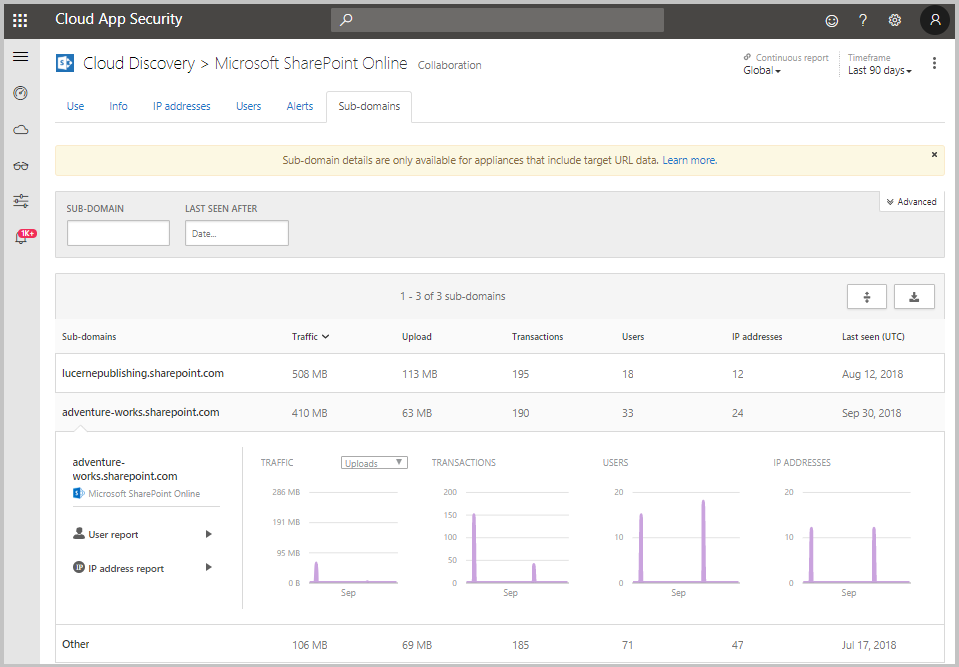 Cloud App Security
?
Cloud Discovery > Microsoft SharePoint Online Collaboration
Continuous report
Global
Timeframe
Last 90 days
Use Info IP addresses Users Alerts Sub-domains
Sub-domain details are only available for appliances that include target URL data. Learn more.
×
1K+
Advanced
SUB-DOMAIN LAST SEEN AFTER
Date...
1 - 3 of 3 sub-domains
Sub-domains Traffic Upload Transactions Users IP addresses Last seen (UTC)
lucernepublishing.sharepoint.com 508 MB 113 MB 195 18 12 Aug 12, 2018
adventure-works.sharepoint.com 410 MB 63 MB 190 33 24 Sep 30, 2018
adventure-
works.sharepoint.com
Microsoft SharePoint Online
User report
IP IP address report
TRAFFIC Uploads
286 MB
191 MB
95 MB
0 B
Sep
TRANSACTIONS
200
150
100
50
0
Sep
USERS
20
10
0
Sep
IP ADDRESSES
20
10
0
Sep
Other 106 MB 69 MB 185 71 47 Jul 17, 2018